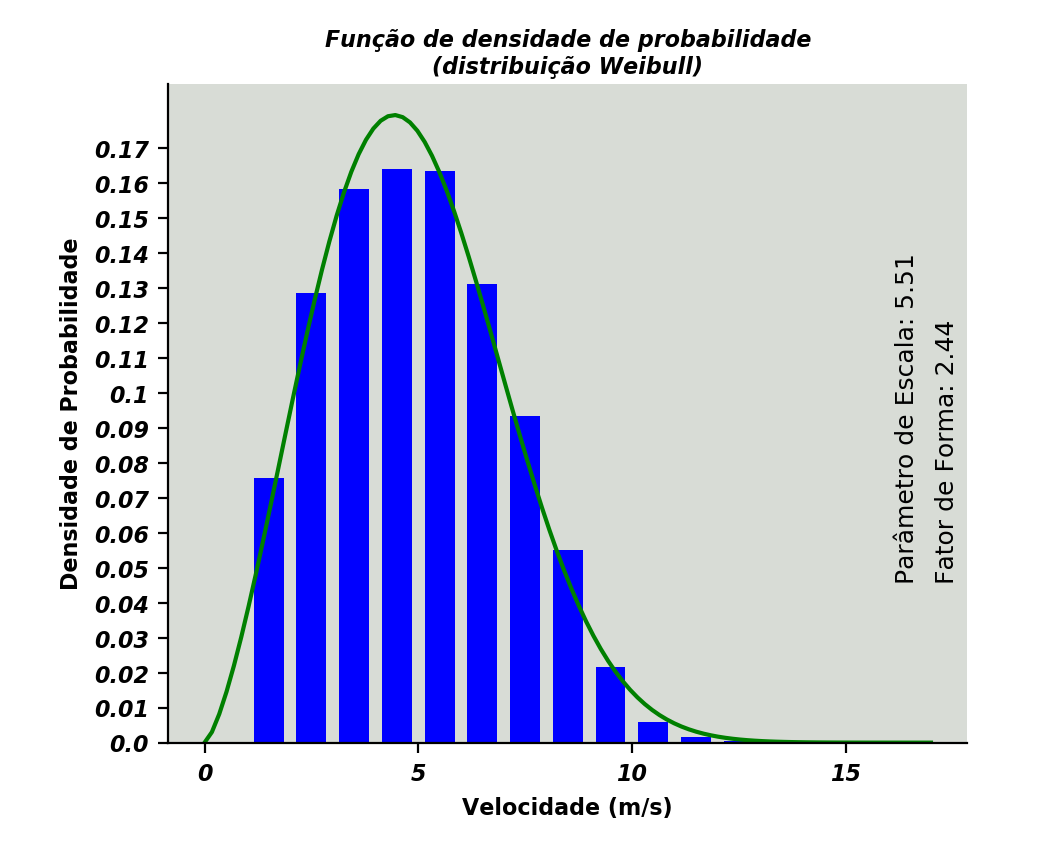 Função de densidade de probabilidade
(distribuição Weibull)
Densidade de Probabilidade
0.17
0.16
0.15
0.14
0.13
0.12
0.11
0.1
0.09
0.08
0.07
0.06
0.05
0.04
0.03
0.02
0.01
0.0
0 5 10 15
Velocidade (m/s)
Parâmetro de Escala: 5.51
Fator de Forma: 2.44